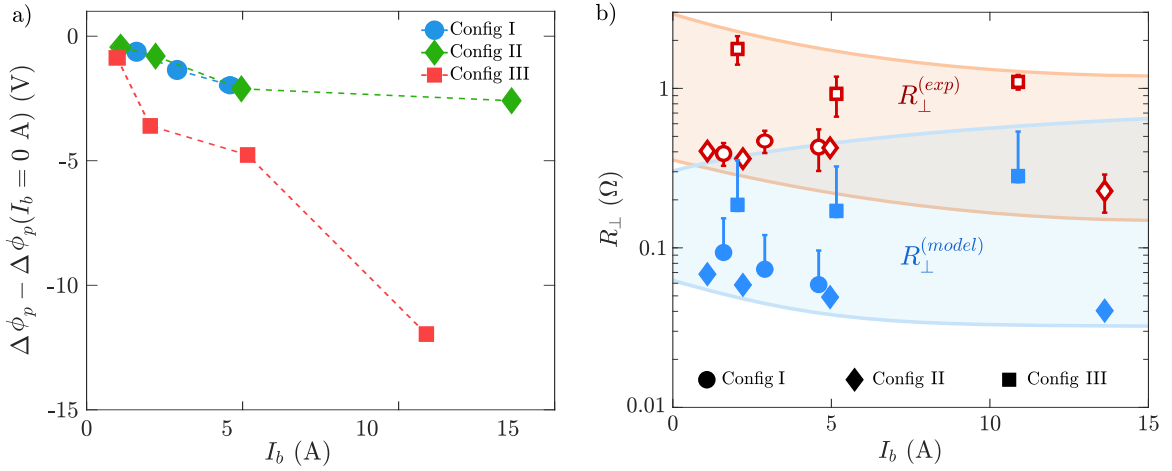 a)
Δ ϕ_p − Δ ϕ_p(I_b = 0 A) (V)
0
-5
-10
-15
0
5
10
15
I_b (A)
Config I
Config II
Config III
b)
R_⊥ (Ω)
1
0.1
0.01
0
5
10
15
I_b (A)
R_⊥^(exp)
R_⊥^(model)
Config I
Config II
Config III